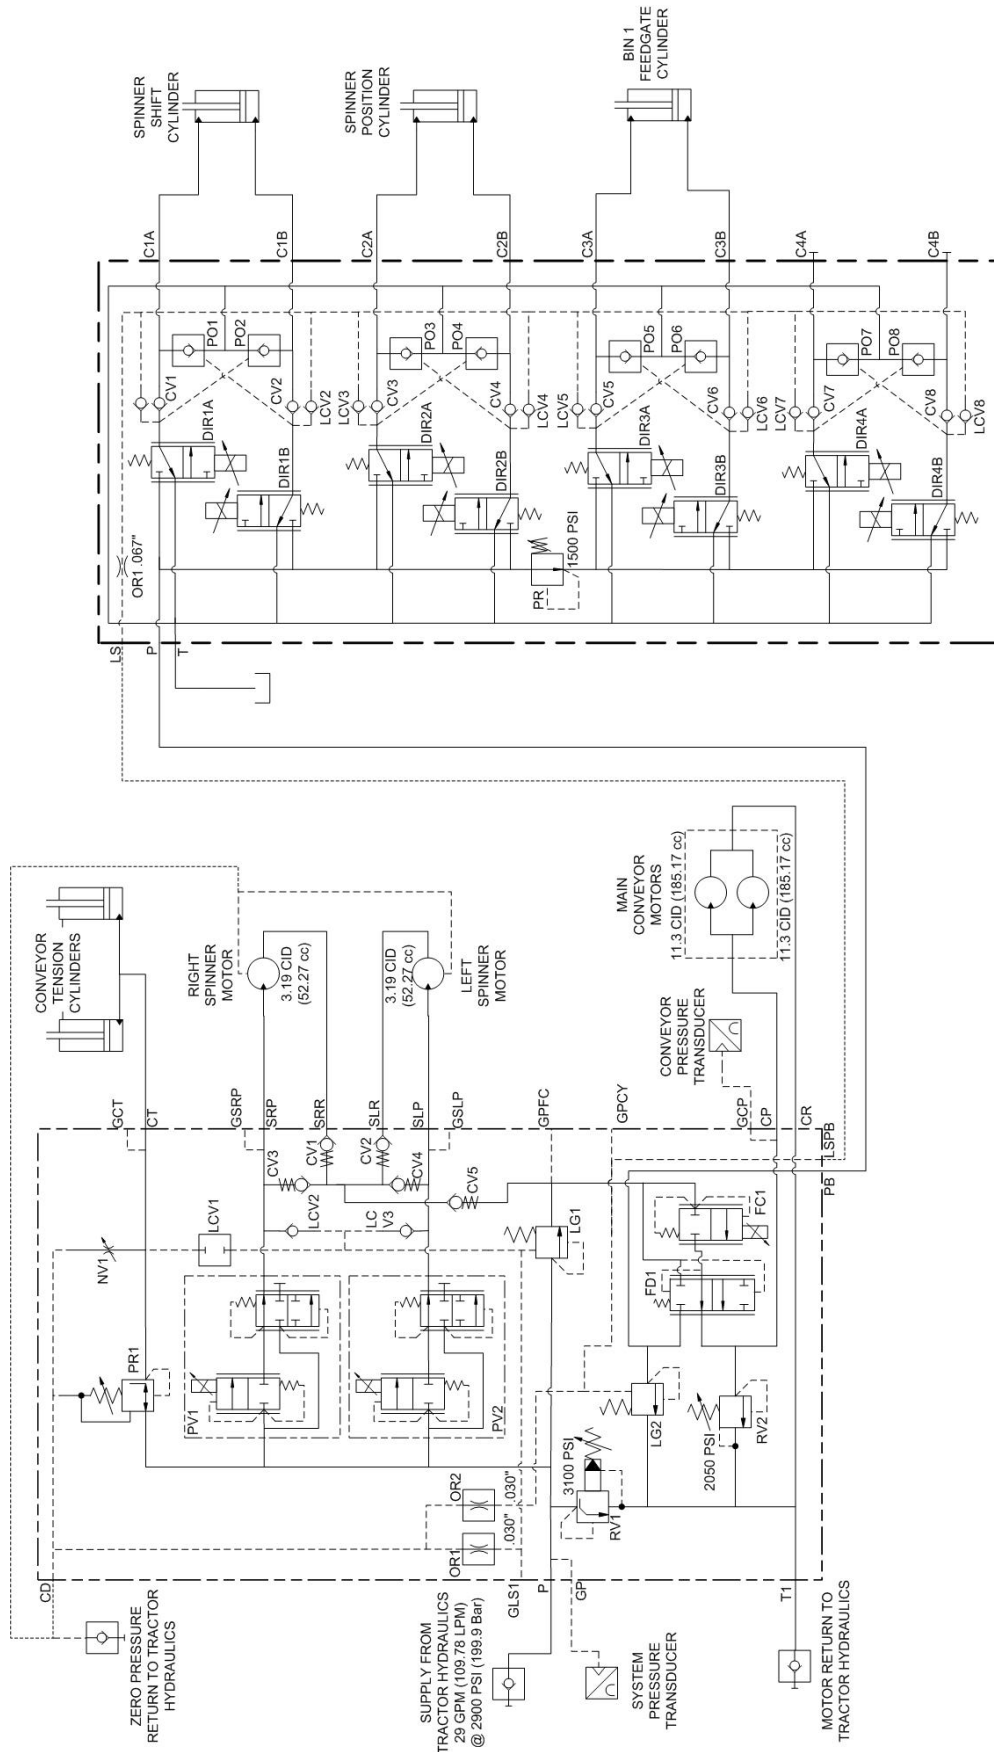 CONVEYOR
TENSION
CYLINDERS
RIGHT
SPINNER
MOTOR
3.19 CID
(52.27 cc)
3.19 CID
(52.27 cc)
LEFT
SPINNER
MOTOR
CONVEYOR
PRESSURE
TRANSDUCER
MAIN
CONVEYOR
MOTORS
11.3 CID (185.17 cc)
11.3 CID (185.17 cc)
GCT
CT
GSRP
SRP
SRR
SLR
SLP
GSLP
GPFC
GPCY
GCP
CP
CR
LSPB
PB
CV3
CV1
CV2
CV4
CV5
LCV2
LC
V3
LCV1
NV1
PR1
PV1
PV2
LG1
FC1
FD1
LG2
RV2
2050 PSI
3100 PSI
RV1
OR2
.030"
OR1
.030"
CD
GLS1
P
GP
T1
ZERO PRESSURE
RETURN TO TRACTOR
HYDRAULICS
SUPPLY FROM
TRACTOR HYDRAULICS
29 GPM (109.78 LPM)
@ 2900 PSI (199.9 Bar)
SYSTEM
PRESSURE
TRANSDUCER
MOTOR RETURN TO
TRACTOR HYDRAULICS
SPINNER
SHIFT
CYLINDER
SPINNER
POSITION
CYLINDER
BIN 1
FEEDGATE
CYLINDER
C1A
C1B
C2A
C2B
C3A
C3B
C4A
C4B
PO1
PO2
PO3
PO4
PO5
PO6
PO7
PO8
CV1
CV2
LCV2
LCV3
CV3
CV4
LCV4
LCV5
CV5
CV6
LCV6
LCV7
CV7
CV8
LCV8
DIR1A
DIR1B
DIR2A
DIR2B
DIR3A
DIR3B
DIR4A
DIR4B
OR1.067"
PR
1500 PSI
LS
P
T